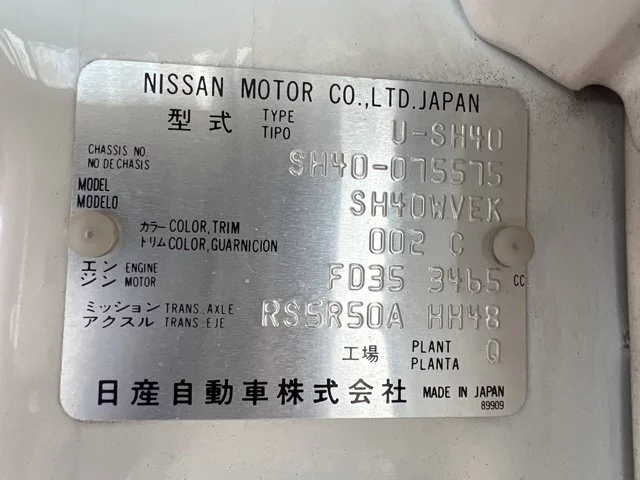 NISSAN MOTOR CO.,LTD.JAPAN
型式 TYPE TIPO U-SH40
CHASSIS NO NO DE CHASIS SH40-075575
MODEL MODELO SH40WVEK
カラー COLOR, TRIM トリム COLOR, GUARNICION 002 C
エンジン ENGINE MOTOR FD35 3465 CC
ミッション TRANS. AXLE アクスル TRANS. EJE RS5R50A HH48
工場 PLANT PLANTA Q
日産自動車株式会社 MADE IN JAPAN
89909